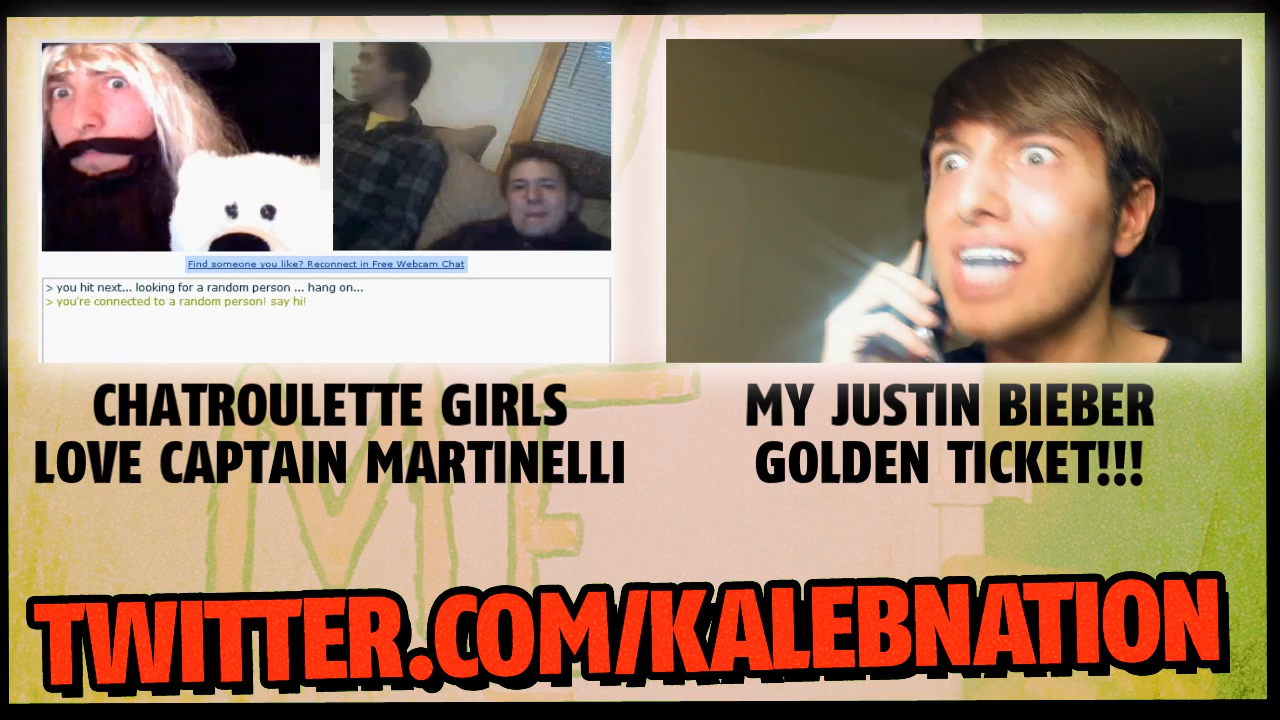 Find someone you like? Reconnect in Free Webcam Chat
> you hit next... looking for a random person ... hang on...
> you're connected to a random person! say hi!
CHATROULETTE GIRLS
LOVE CAPTAIN MARTINELLI
MY JUSTIN BIEBER
GOLDEN TICKET!!!
ME
TWITTER.COM/KALEBNATION